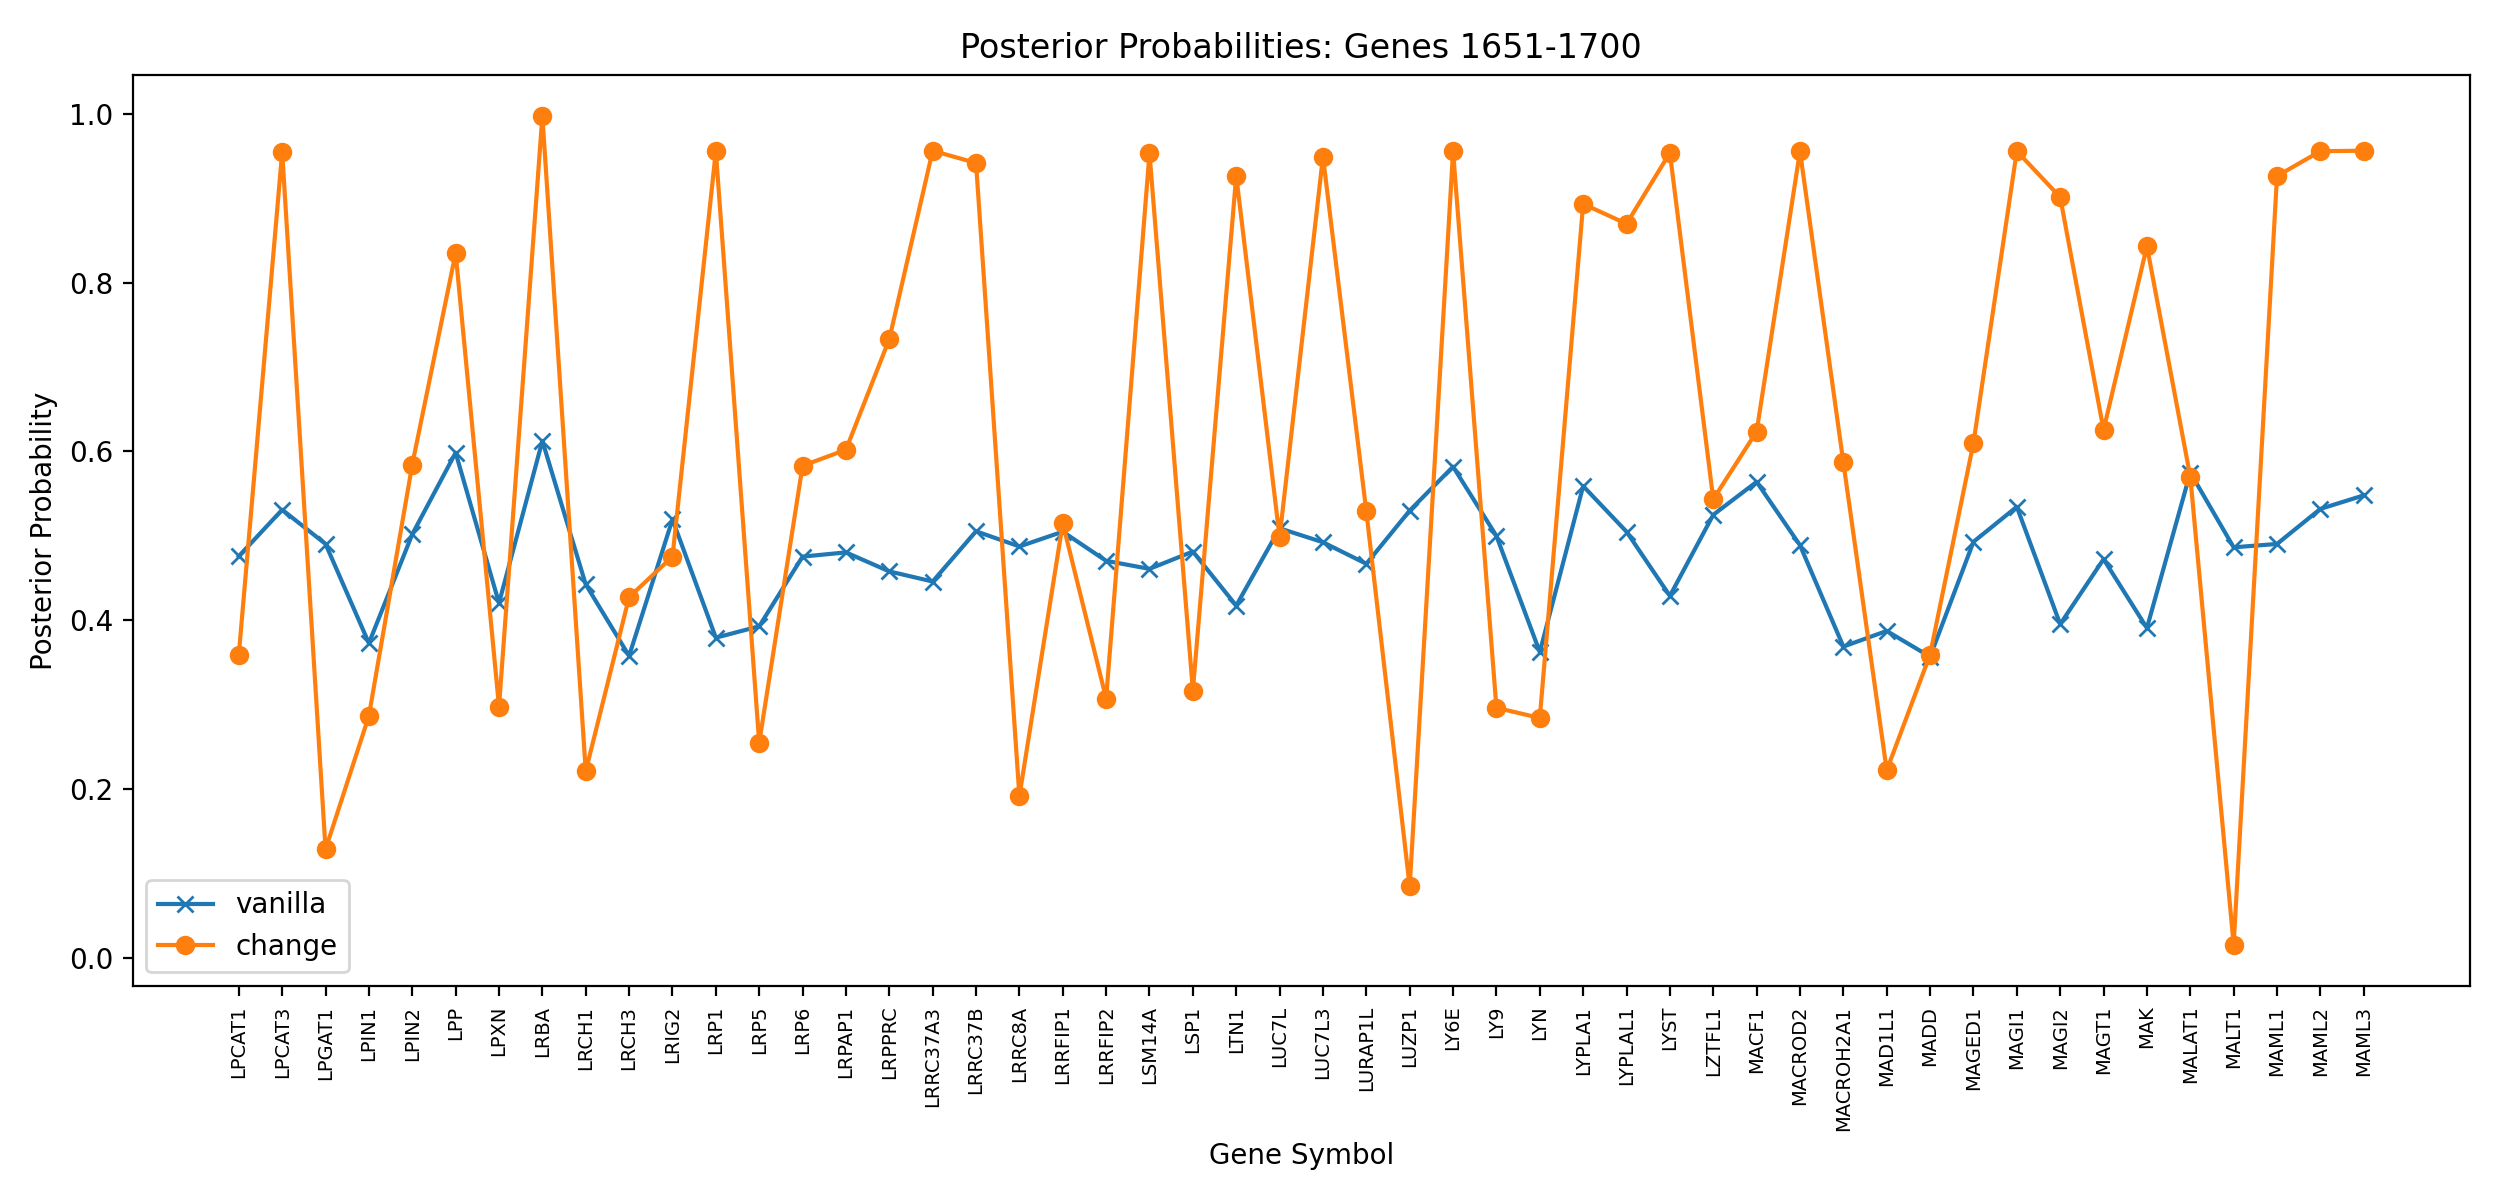 Posterior Probabilities: Genes 1651-1700
Posterior Probability
1.0
0.8
0.6
0.4
0.2
0.0
vanilla
change
LPCAT1
LPCAT3
LPGAT1
LPIN1
LPIN2
LPP
LPXN
LRBA
LRCH1
LRCH3
LRIG2
LRP1
LRP5
LRP6
LRPAP1
LRPPRC
LRRC37A3
LRRC37B
LRRC8A
LRRFIP1
LRRFIP2
LSM14A
LSP1
LTN1
LUC7L
LUC7L3
LURAP1L
LUZP1
LY6E
LY9
LYN
LYPLA1
LYPLAL1
LYST
LZTFL1
MACF1
MACROD2
MACROH2A1
MAD1L1
MADD
MAGED1
MAGI1
MAGI2
MAGT1
MAK
MALAT1
MALT1
MAML1
MAML2
MAML3
Gene Symbol